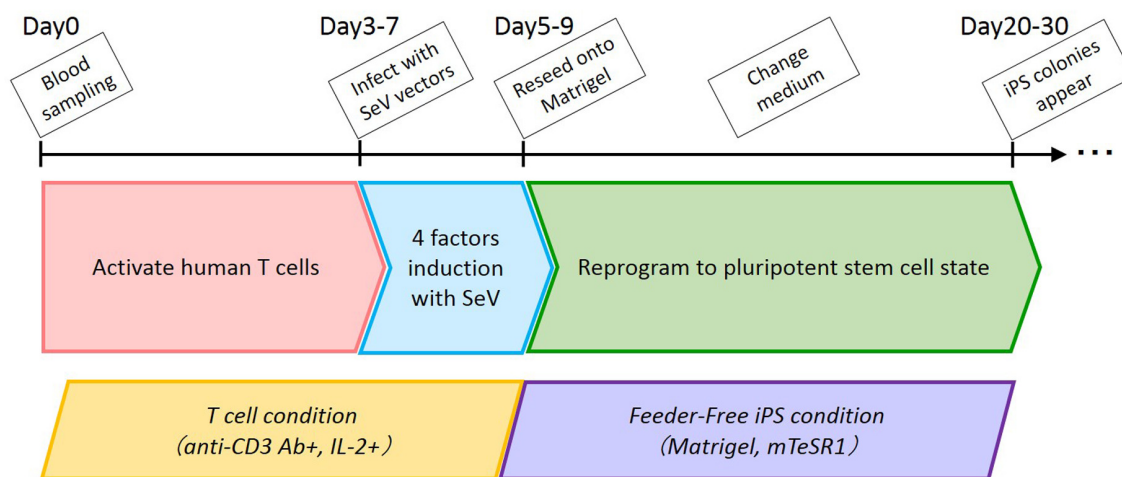 Day0
Day3-7
Day5-9
Day20-30
Blood
sampling
Infect with
SeV vectors
Reseed onto
Matrigel
Change
medium
iPS colonies
appear
...
Activate human T cells
4 factors
induction
with SeV
Reprogram to pluripotent stem cell state
T cell condition
(anti-CD3 Ab+, IL-2+)
Feeder-Free iPS condition
(Matrigel, mTeSR1)